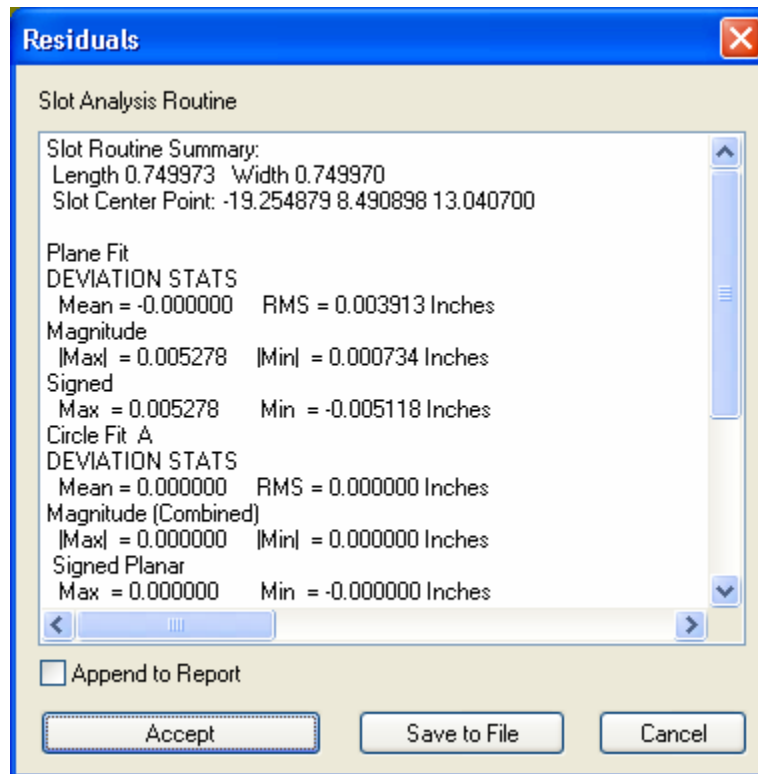 Residuals
Slot Analysis Routine
Slot Routine Summary:
Length 0.749973 Width 0.749970
Slot Center Point: -19.254879 8.490898 13.040700
Plane Fit
DEVIATION STATS
Mean = -0.000000 RMS = 0.003913 Inches
Magnitude
|Max| = 0.005278 |Min| = 0.000734 Inches
Signed
Max = 0.005278 Min = -0.005118 Inches
Circle Fit A
DEVIATION STATS
Mean = 0.000000 RMS = 0.000000 Inches
Magnitude (Combined)
|Max| = 0.000000 |Min| = 0.000000 Inches
Signed Planar
Max = 0.000000 Min = -0.000000 Inches
Append to Report
Accept Save to File Cancel